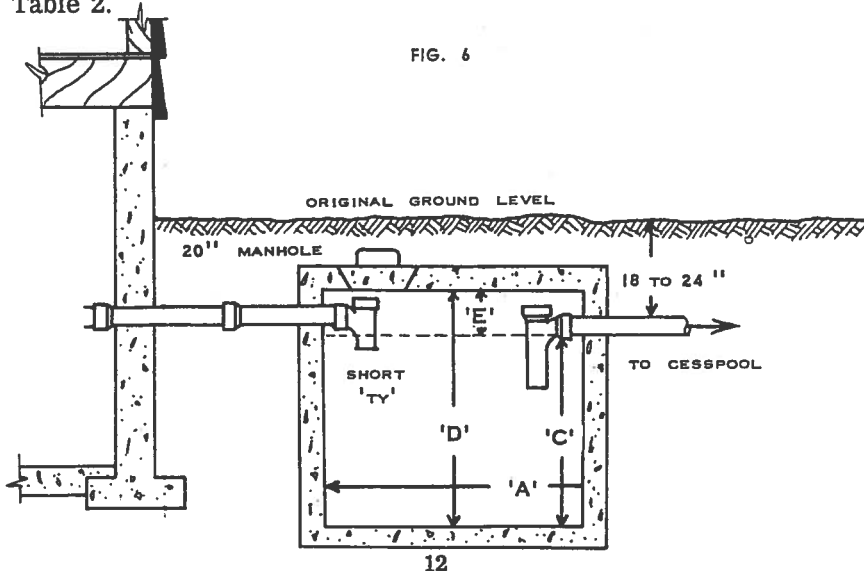 Table 2.
FIG. 6
ORIGINAL GROUND LEVEL
20" MANHOLE
18 TO 24 "
'E'
SHORT
'TY'
TO CESSPOOL
'D'
'C'
'A'
12